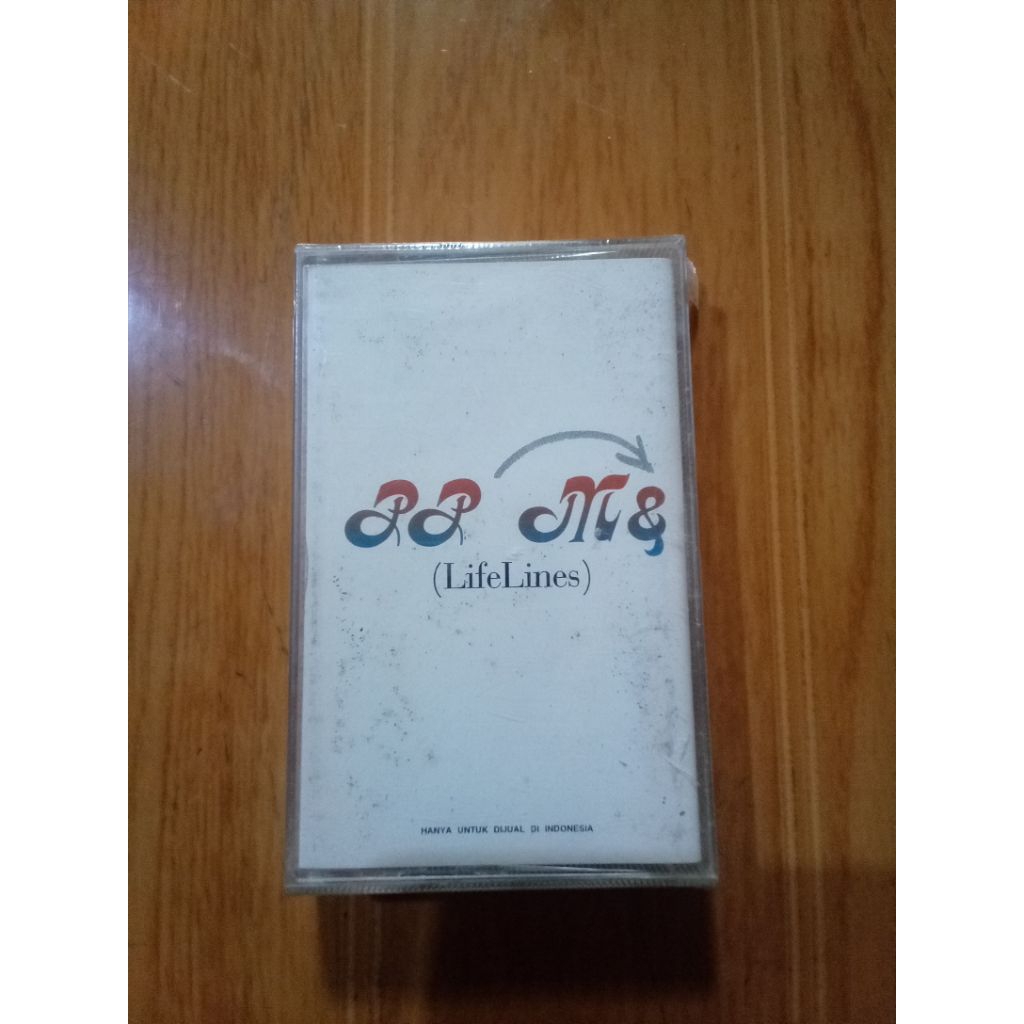 PP M&
(LifeLines)
HANYA UNTUK DIJUAL DI INDONESIA